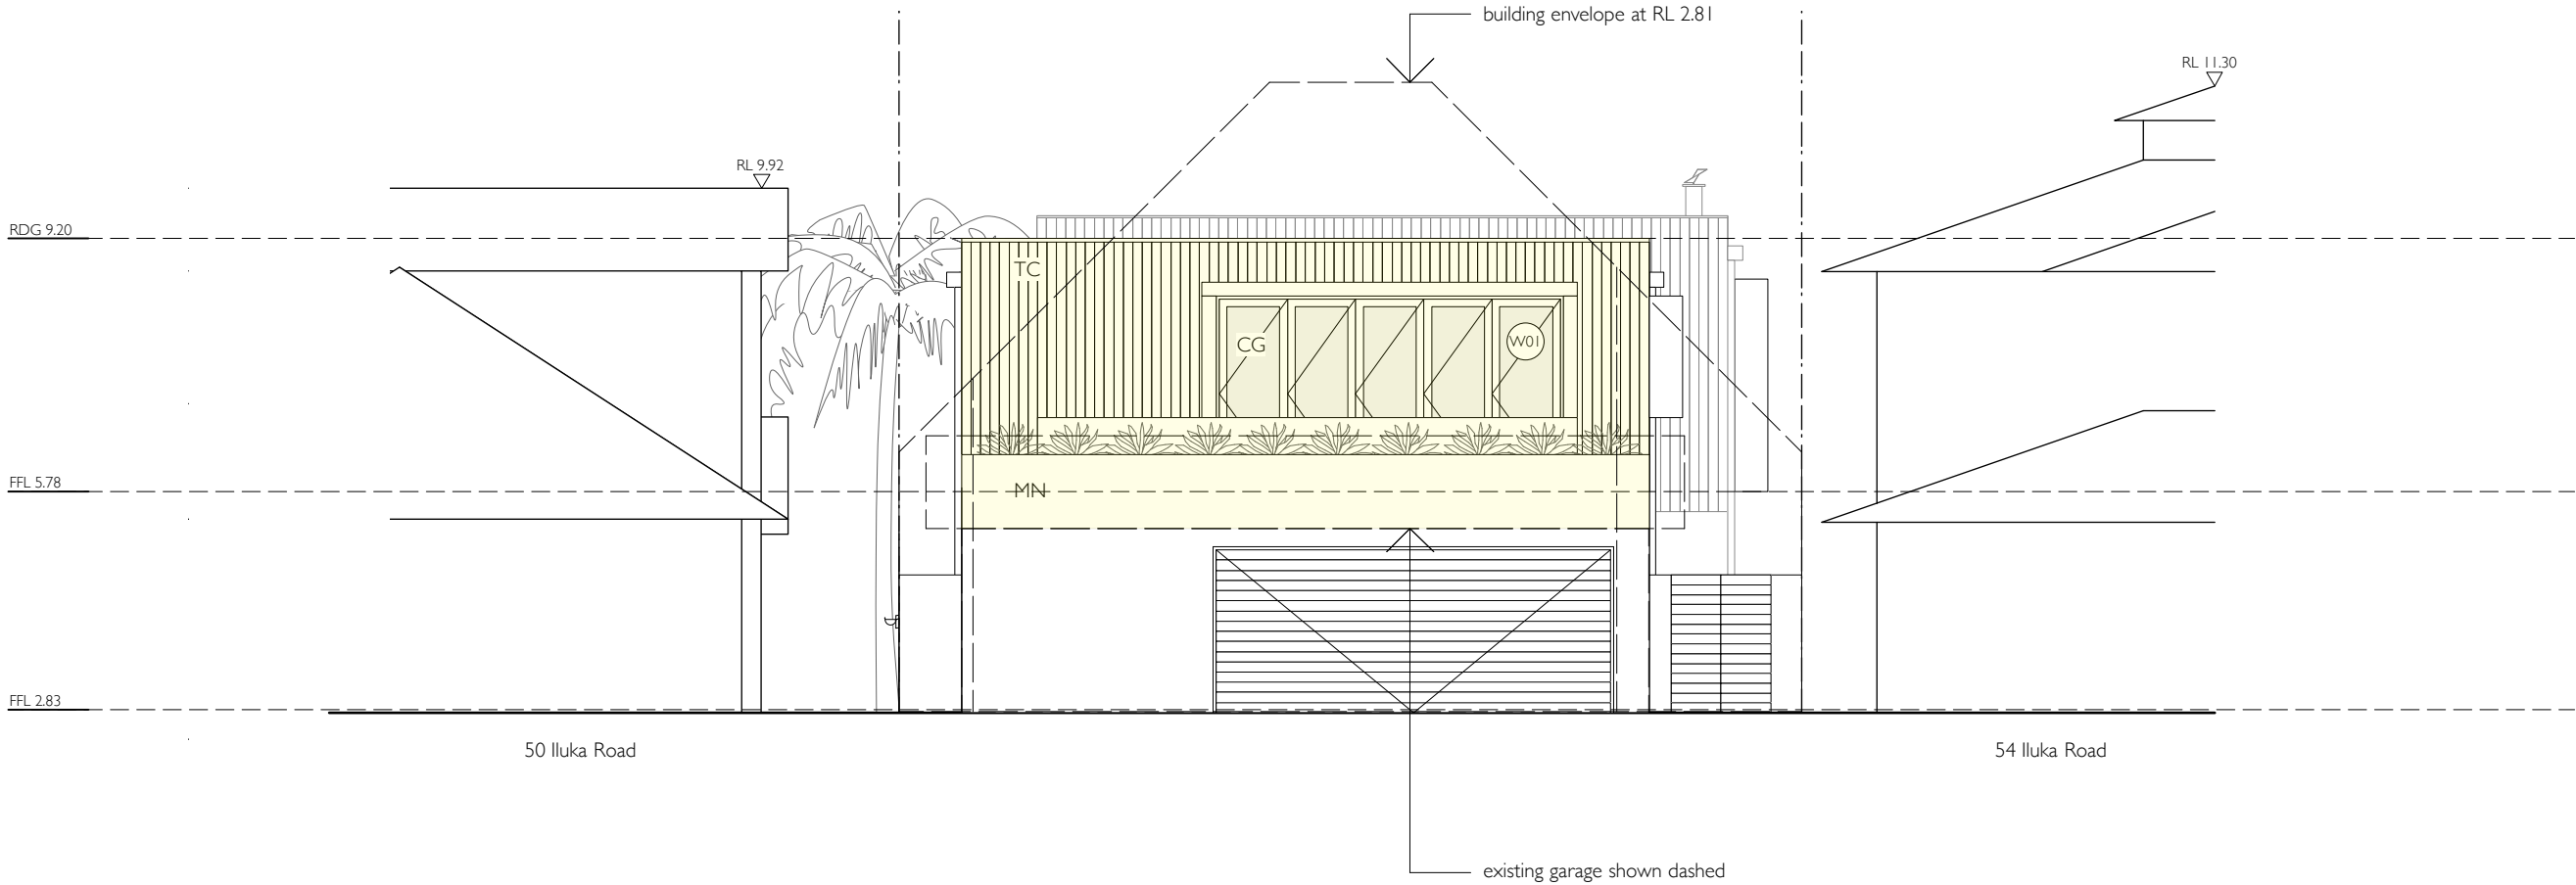 building envelope at RL 2.81
RL 11.30
RL 9.92
RDG 9.20
TC
CG
W01
FFL 5.78
MN
FFL 2.83
50 Iluka Road
54 Iluka Road
existing garage shown dashed